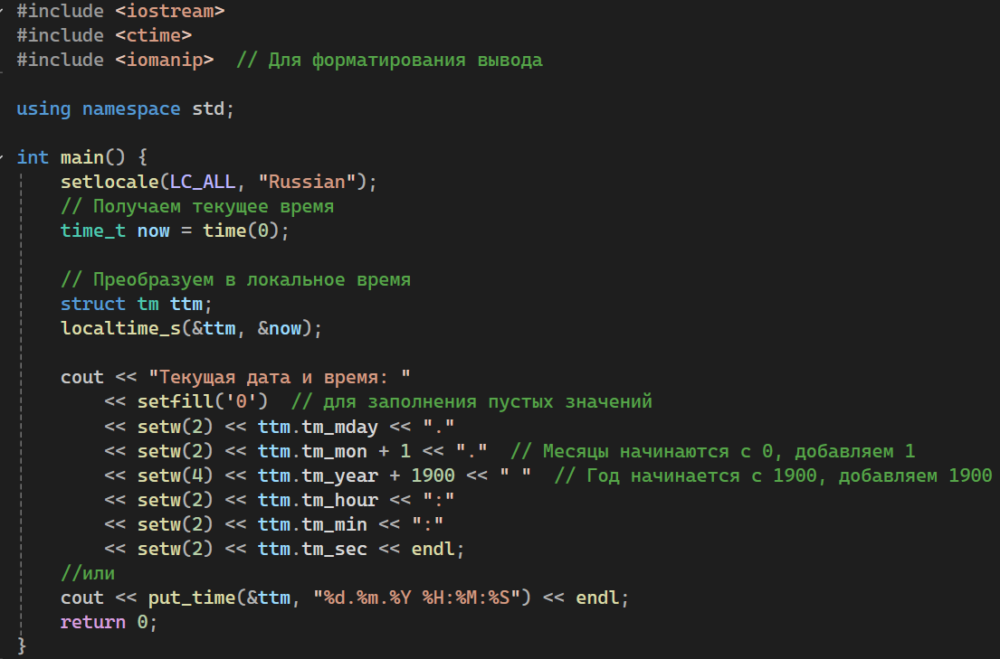 #include <iostream>
#include <ctime>
#include <iomanip>  // Для форматирования вывода
using namespace std;
int main() {
setlocale(LC_ALL, "Russian");
// Получаем текущее время
time_t now = time(0);
// Преобразуем в локальное время
struct tm ttm;
localtime_s(&ttm, &now);
cout << "Текущая дата и время: "
<< setfill('0')  // для заполнения пустых значений
<< setw(2) << ttm.tm_mday << "."
<< setw(2) << ttm.tm_mon + 1 << "."  // Месяцы начинаются с 0, добавляем 1
<< setw(4) << ttm.tm_year + 1900 << " "  // Год начинается с 1900, добавляем 1900
<< setw(2) << ttm.tm_hour << ":"
<< setw(2) << ttm.tm_min << ":"
<< setw(2) << ttm.tm_sec << endl;
//или
cout << put_time(&ttm, "%d.%m.%Y %H:%M:%S") << endl;
return 0;
}